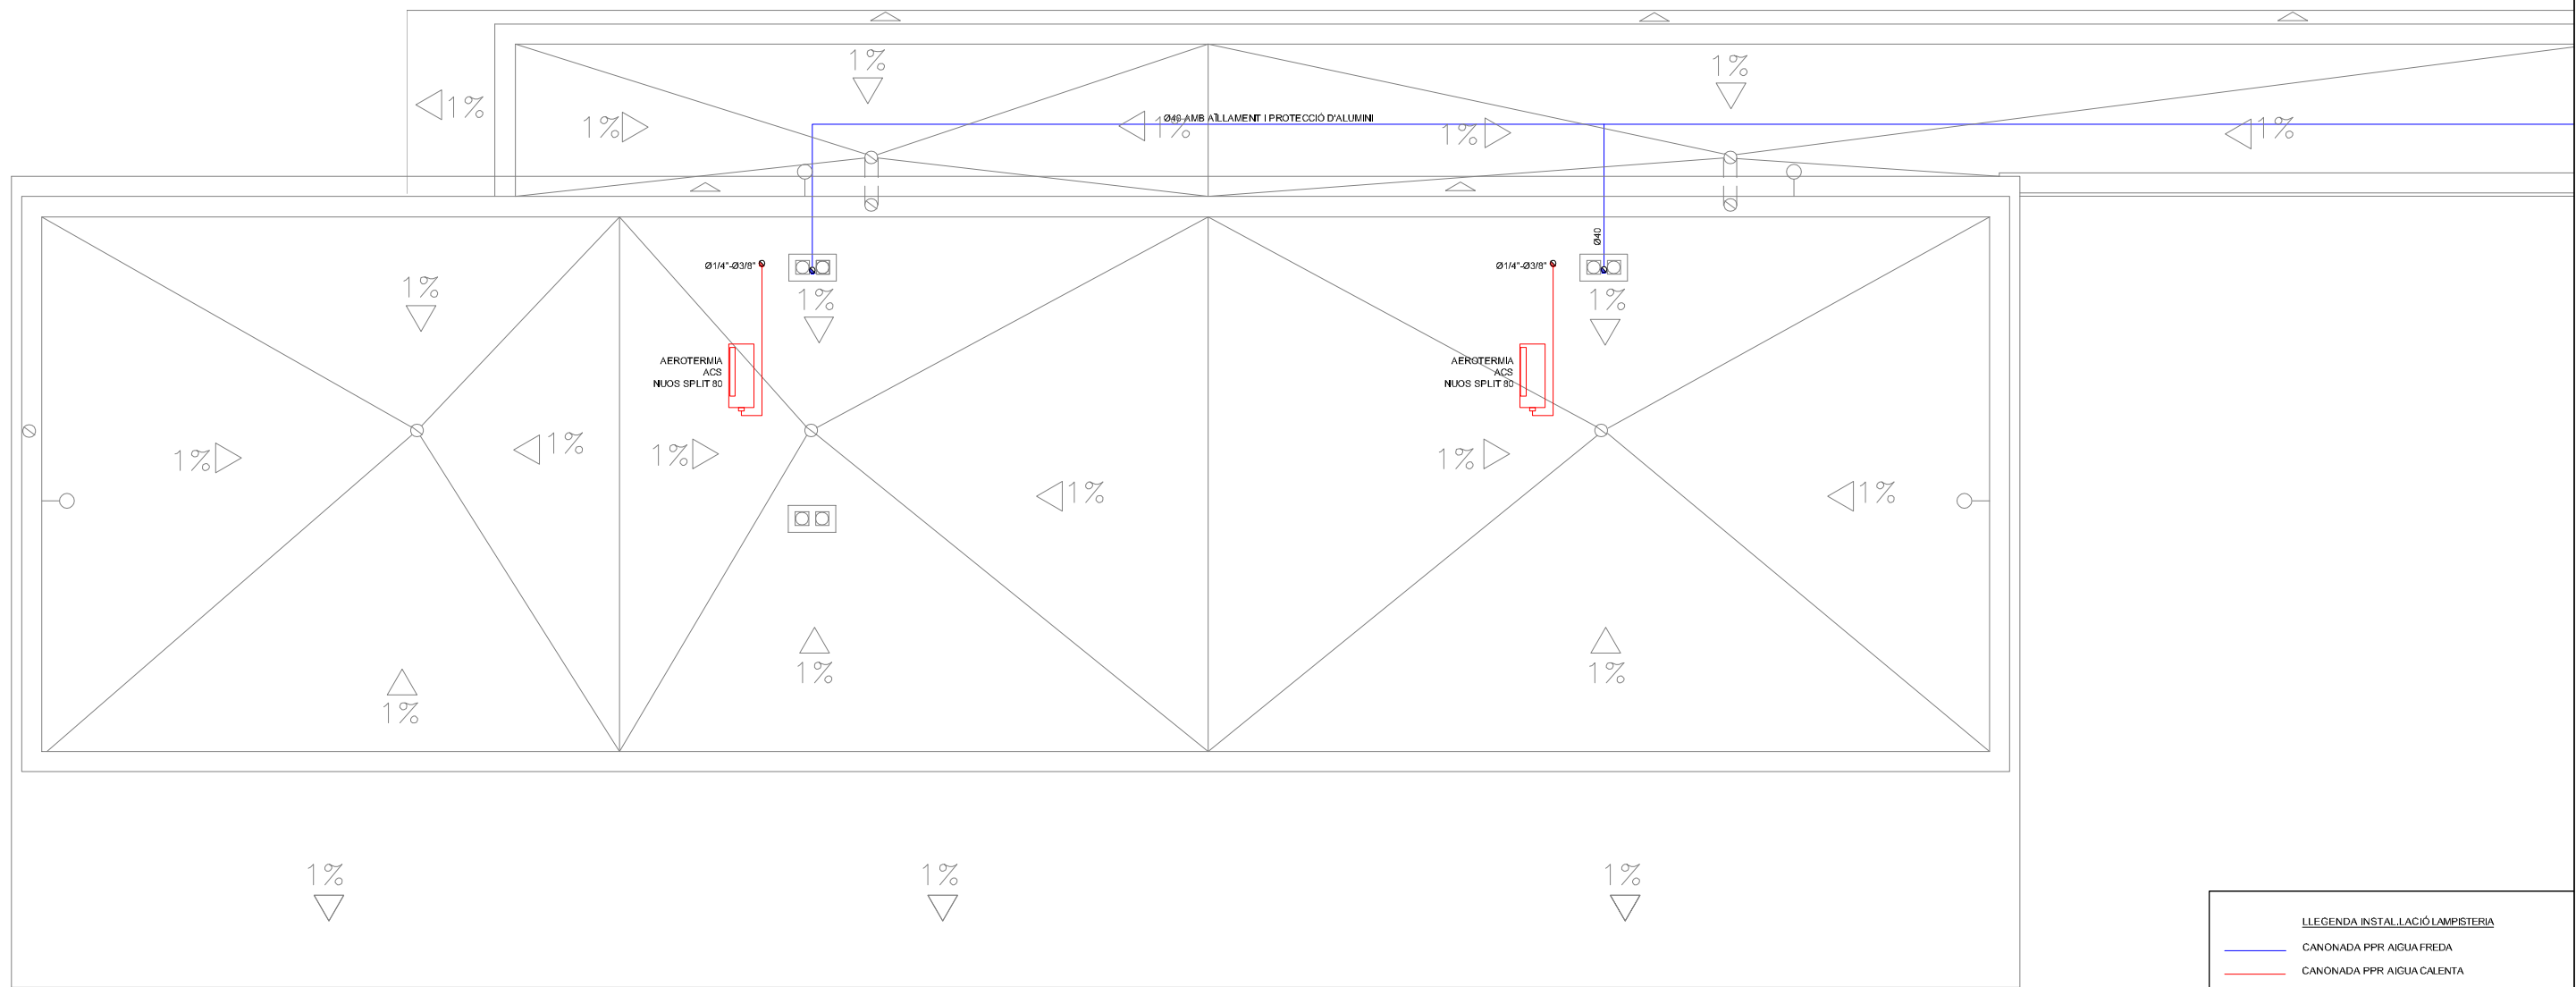 1%
1%
1%
1%
Ø40 AMB AÏLLAMENT I PROTECCIÓ D'ALUMINI
1%
1%
1%
1%
Ø40
Ø1/4"-Ø3/8"
Ø1/4"-Ø3/8"
1%
1%
1%
AEROTERMIA
ACS
NUOS SPLIT 80
AEROTERMIA
ACS
NUOS SPLIT 80
1%
1%
1%
1%
1%
1%
1%
1%
1%
1%
1%
1%
LLEGENDA INSTAL.LACIÓ LAMPISTERIA
CANONADA PPR AIGUA FREDA
CANONADA PPR AIGUA CALENTA